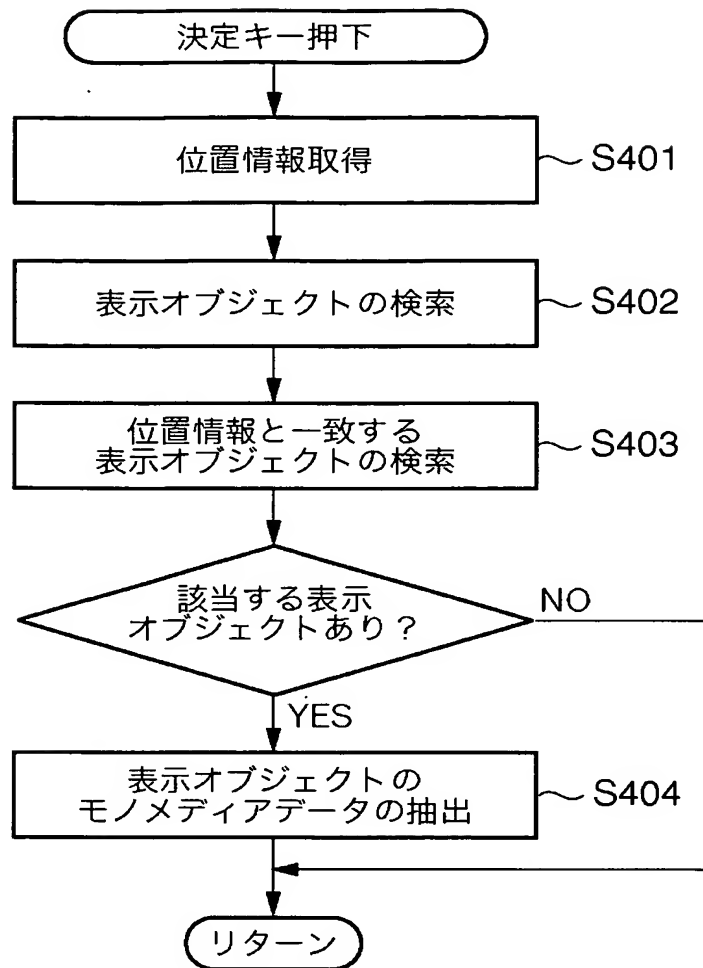 決定キー押下
位置情報取得
S401
表示オブジェクトの検索
S402
位置情報と一致する
表示オブジェクトの検索
S403
該当する表示
オブジェクトあり？
NO
YES
表示オブジェクトの
モノメディアデータの抽出
S404
リターン